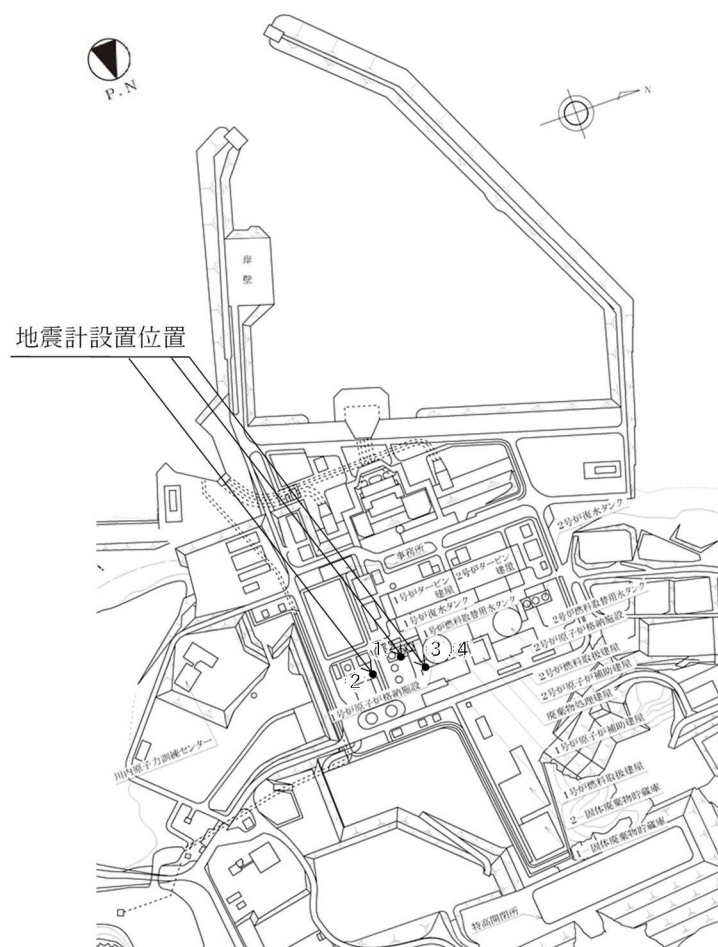 P.N
N
岸
壁
地震計設置位置
2号炉復水タンク
事務所
2号炉タービン
建屋
1号炉タービン
建屋
1号炉復水タンク
1号炉燃料取替用水タンク
2号炉燃料取替用水タンク
2号炉原子炉格納施設
1
3
4
2
2号炉燃料取扱建屋
2号炉原子炉補助建屋
1号炉原子炉格納施設
廃棄物処理建屋
1号炉原子炉補助建屋
川内原子力訓練センター
1号炉燃料取扱建屋
2-固体廃棄物貯蔵庫
1-固体廃棄物貯蔵庫
特高開閉所